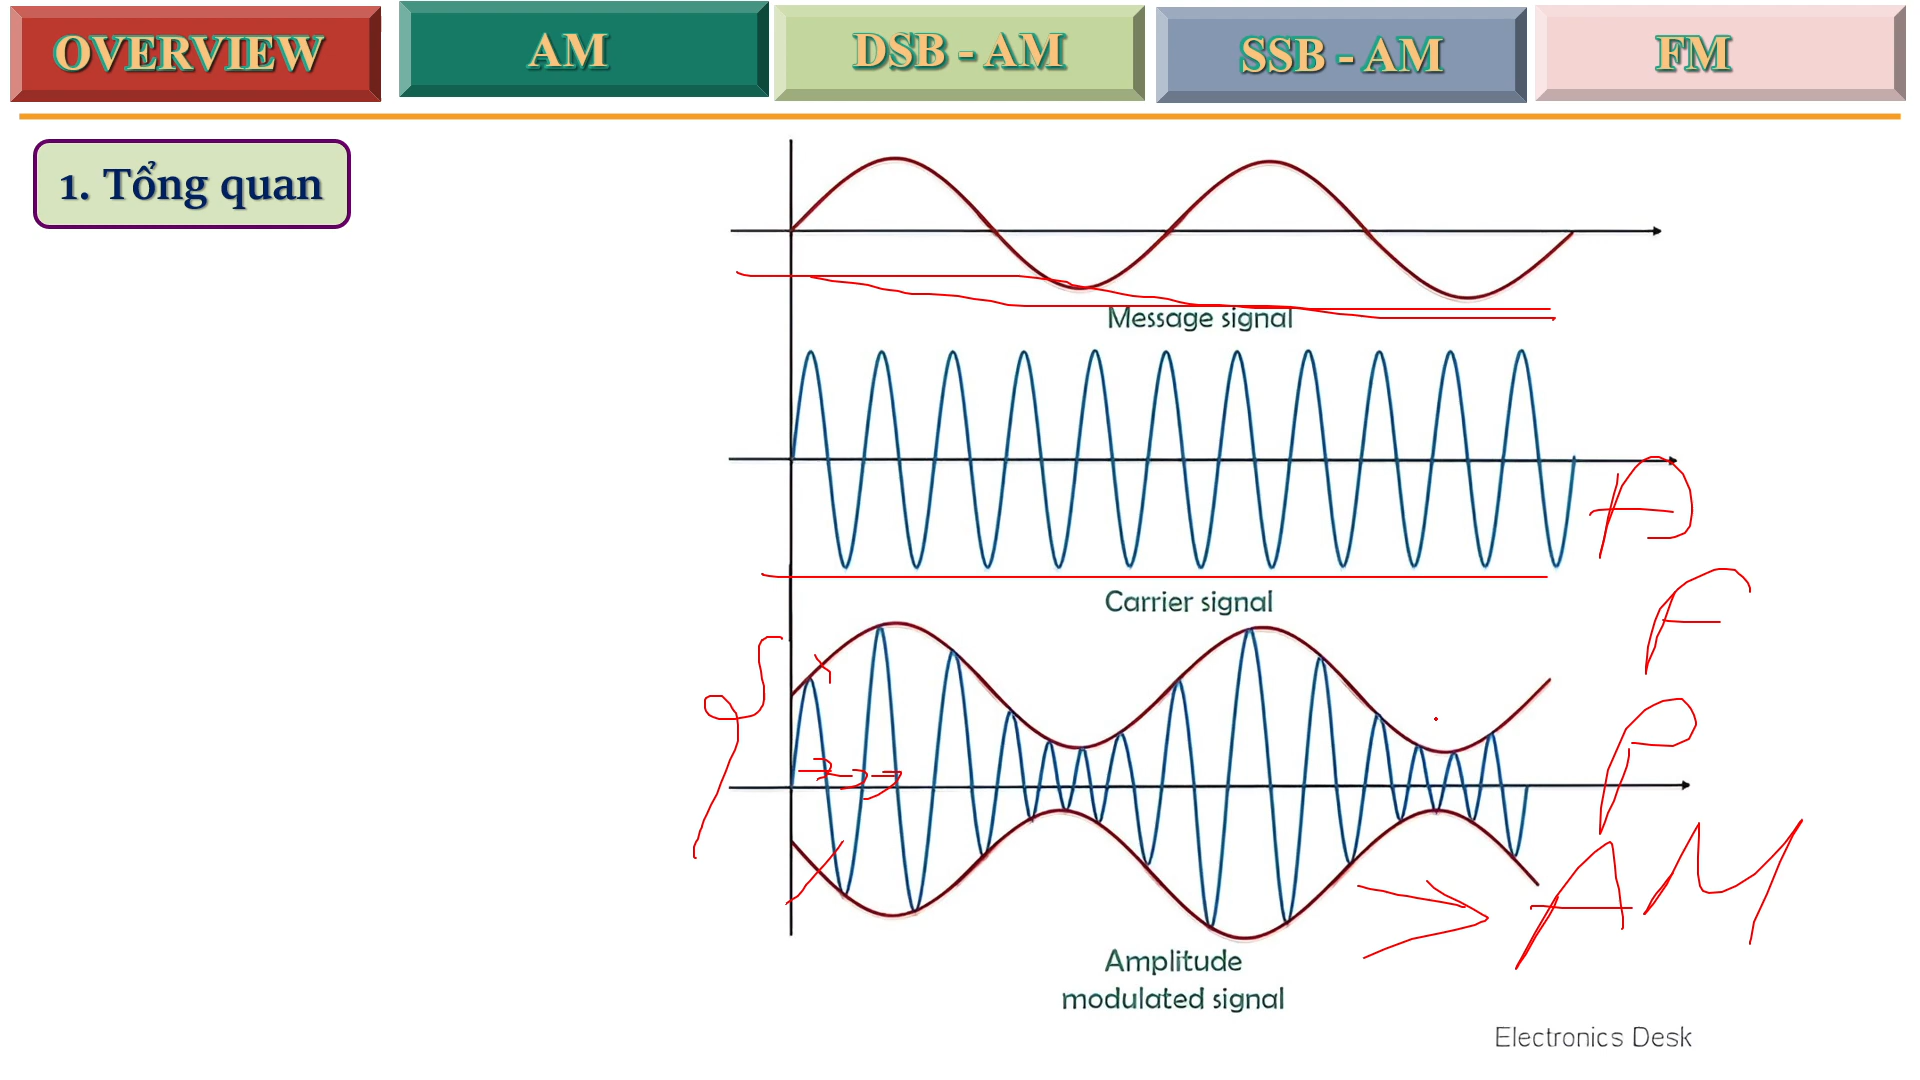 OVERVIEW AM DSB - AM SSB - AM FM
1. Tổng quan
Message signal
A
Carrier signal
F
P
AM
Amplitude
modulated signal
Electronics Desk